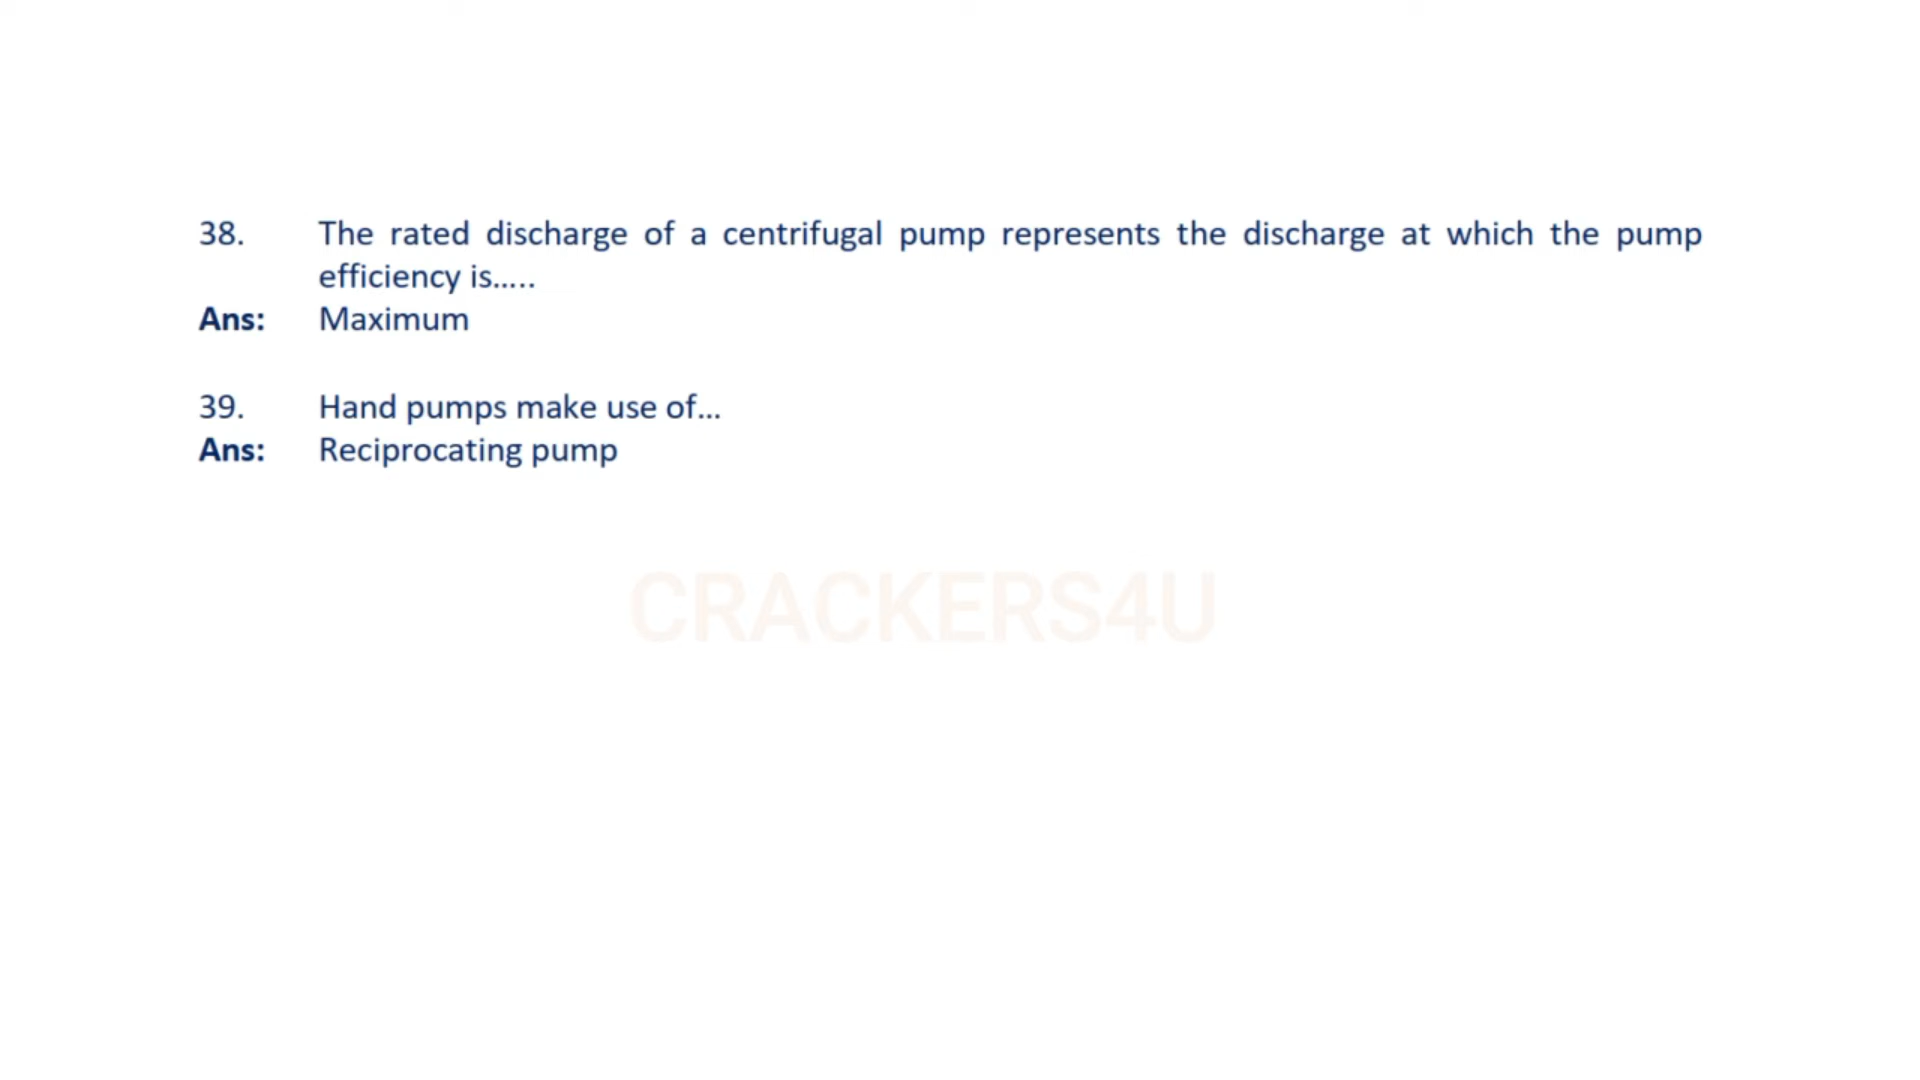 38. The rated discharge of a centrifugal pump represents the discharge at which the pump
efficiency is.....
Ans: Maximum
39. Hand pumps make use of...
Ans: Reciprocating pump
CRACKERS4U